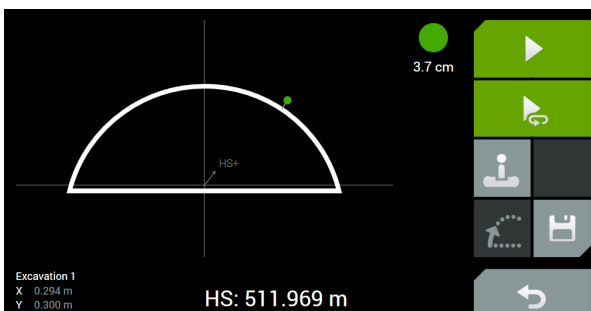 3.7 cm
HS+
Excavation 1
X 0.294 m
Y 0.300 m
HS: 511.969 m